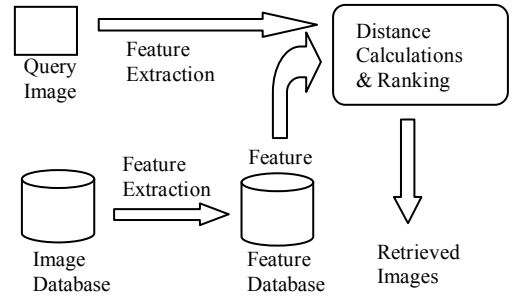 Query
Image
Feature
Extraction
Distance
Calculations
& Ranking
Feature
Extraction
Feature
Image
Database
Feature
Database
Retrieved
Images